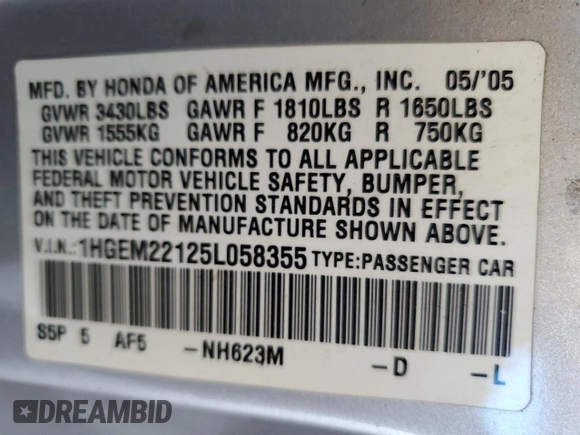 MFD. BY HONDA OF AMERICA MFG., INC. 05/'05
GVWR 3430LBS GAWR F 1810LBS R 1650LBS
GVWR 1555KG GAWR F 820KG R 750KG
THIS VEHICLE CONFORMS TO ALL APPLICABLE
FEDERAL MOTOR VEHICLE SAFETY, BUMPER,
AND THEFT PREVENTION STANDARDS IN EFFECT
ON THE DATE OF MANUFACTURE SHOWN ABOVE.
V.I.N.:1HGEM22125L058355 TYPE:PASSENGER CAR
S5P 5 AF5 -NH623M -D -L
DREAMBID